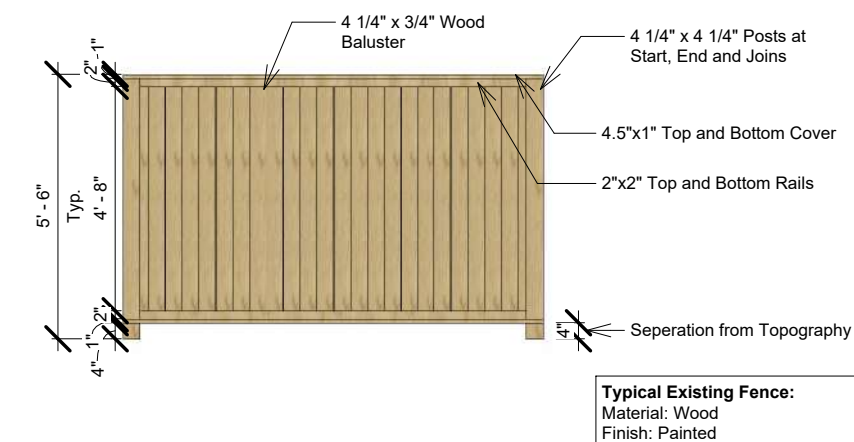 4 1/4" x 3/4" Wood
Baluster
4 1/4" x 4 1/4" Posts at
Start, End and Joins
4.5"x1" Top and Bottom Cover
2"x2" Top and Bottom Rails
Seperation from Topography
2"
1"
5' - 6"
Typ.
4' - 8"
2"
1"
4"
4"
Typical Existing Fence:
Material: Wood
Finish: Painted